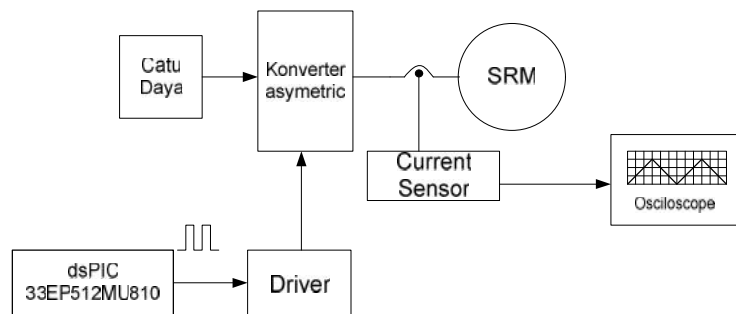 Catu
Daya
Konverter
asymetric
SRM
Current
Sensor
Osciloscope
dsPIC
33EP512MU810
Driver